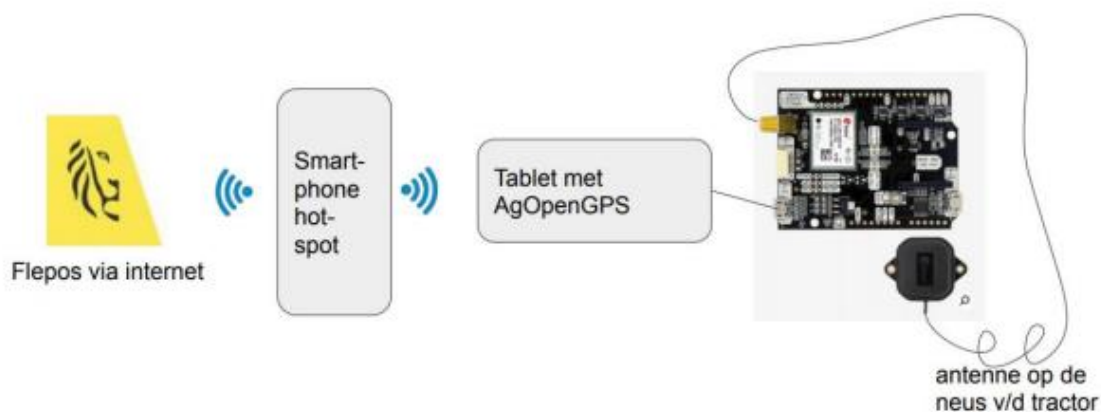 Flepos via internet
Smart-
phone
hot-
spot
Tablet met
AgOpenGPS
antenne op de
neus v/d tractor